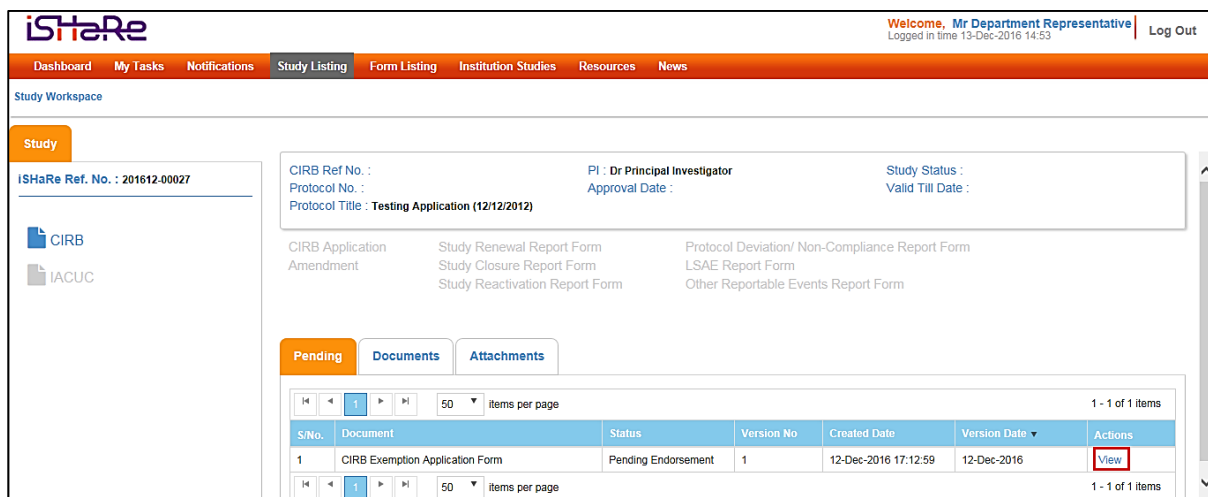 iSHaRe
Welcome, Mr Department Representative
Logged in time 13-Dec-2016 14:53
Log Out
Dashboard My Tasks Notifications Study Listing Form Listing Institution Studies Resources News
Study Workspace
Study
iSHaRe Ref. No. : 201612-00027
CIRB
IACUC
CIRB Ref No. : PI : Dr Principal Investigator Study Status :
Protocol No. : Approval Date : Valid Till Date :
Protocol Title : Testing Application (12/12/2012)
CIRB Application Study Renewal Report Form Protocol Deviation/ Non-Compliance Report Form
Amendment Study Closure Report Form LSAE Report Form
Study Reactivation Report Form Other Reportable Events Report Form
Pending Documents Attachments
1 50 items per page 1 - 1 of 1 items
S/No. Document Status Version No Created Date Version Date Actions
1 CIRB Exemption Application Form Pending Endorsement 1 12-Dec-2016 17:12:59 12-Dec-2016 View
1 50 items per page 1 - 1 of 1 items